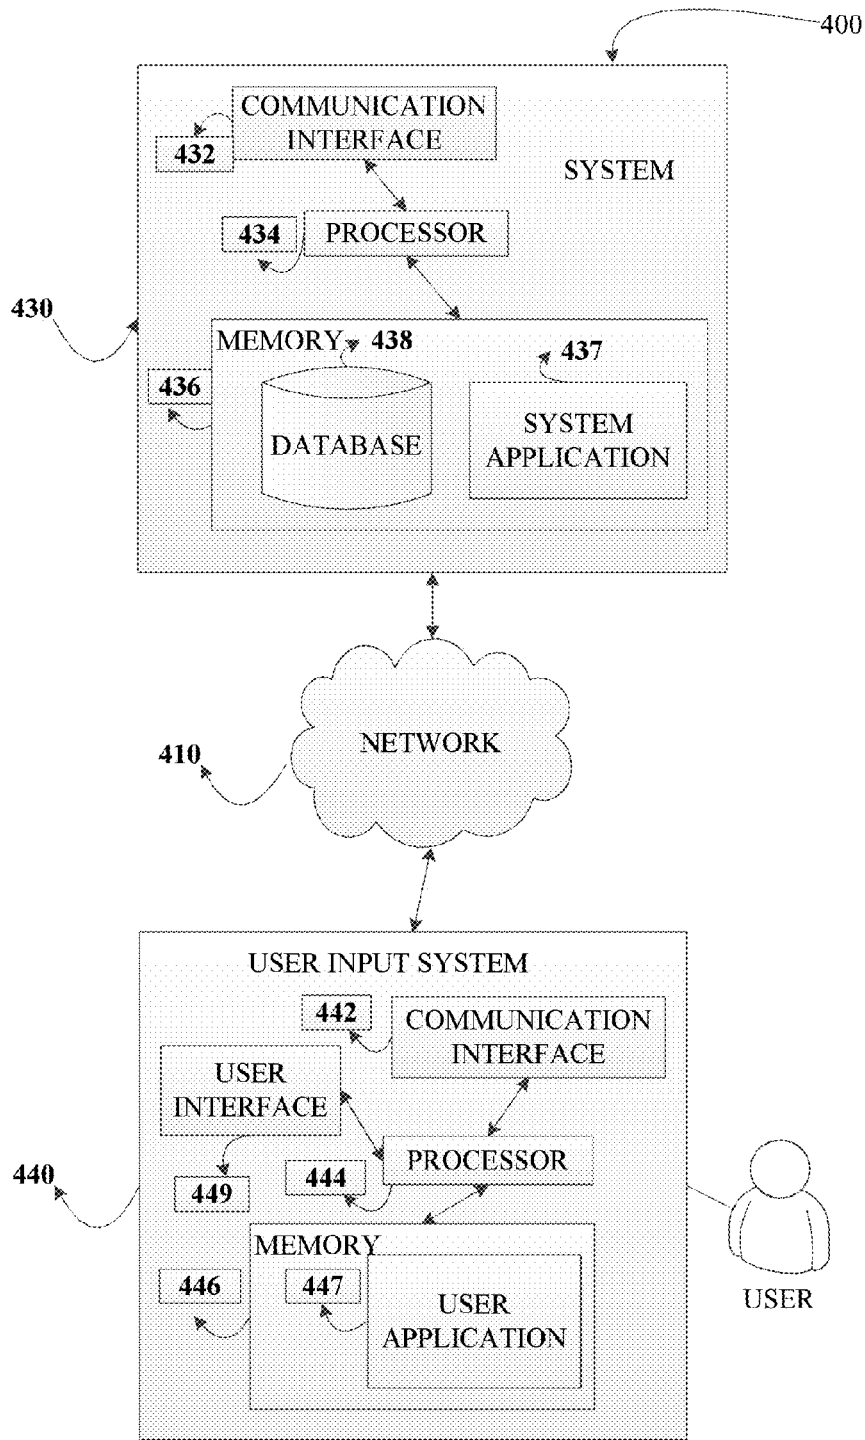 400
COMMUNICATION
INTERFACE
432
SYSTEM
434
PROCESSOR
430
MEMORY
438
437
436
DATABASE
SYSTEM
APPLICATION
NETWORK
410
USER INPUT SYSTEM
442
COMMUNICATION
INTERFACE
USER
INTERFACE
PROCESSOR
440
449
444
MEMORY
446
447
USER
APPLICATION
USER